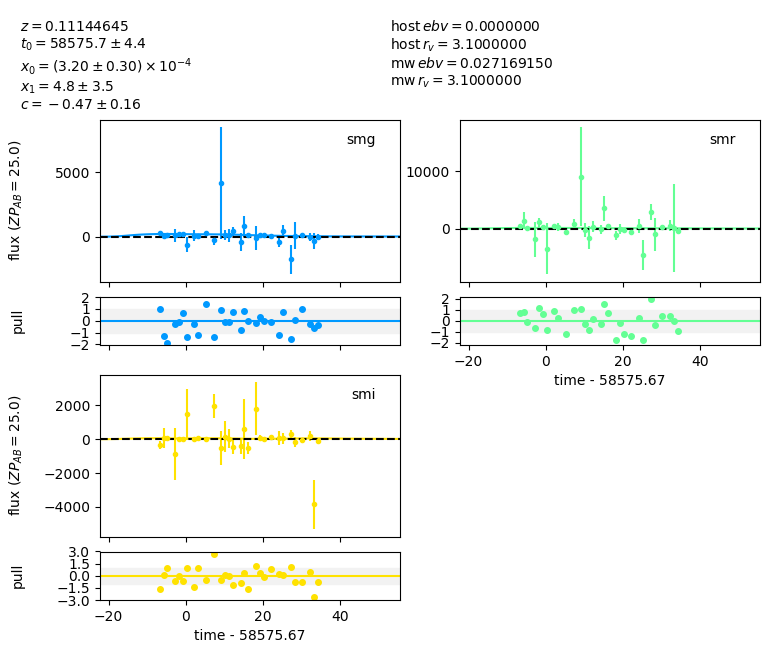 z = 0.11144645
t₀ = 58575.7 ± 4.4
x₀ = (3.20 ± 0.30) × 10⁻⁴
x₁ = 4.8 ± 3.5
c = −0.47 ± 0.16
host ebv = 0.0000000
host r_v = 3.1000000
mw ebv = 0.027169150
mw r_v = 3.1000000
smg
5000
0
flux (ZP_AB = 25.0)
2
1
0
−1
−2
pull
smr
10000
0
2
1
0
−1
−2
−20 0 20 40
time - 58575.67
smi
2000
0
−2000
−4000
flux (ZP_AB = 25.0)
3.0
1.5
0.0
−1.5
−3.0
pull
−20 0 20 40
time - 58575.67